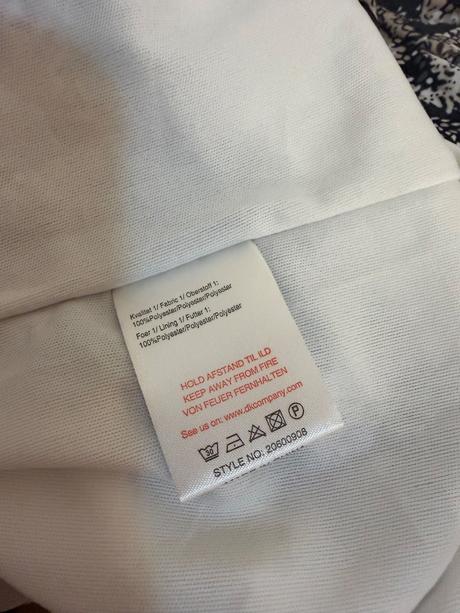 Kvalitet 1/ Fabric 1/ Oberstoff 1:
100%Polyester/Polyester/Polyester
Foer 1/ Lining 1/ Futter 1:
100%Polyester/Polyester/Polyester
HOLD AFSTAND TIL ILD
KEEP AWAY FROM FIRE
VON FEUER FERNHALTEN
See us on: www.dkcompany.com
30 P
STYLE NO: 20600908